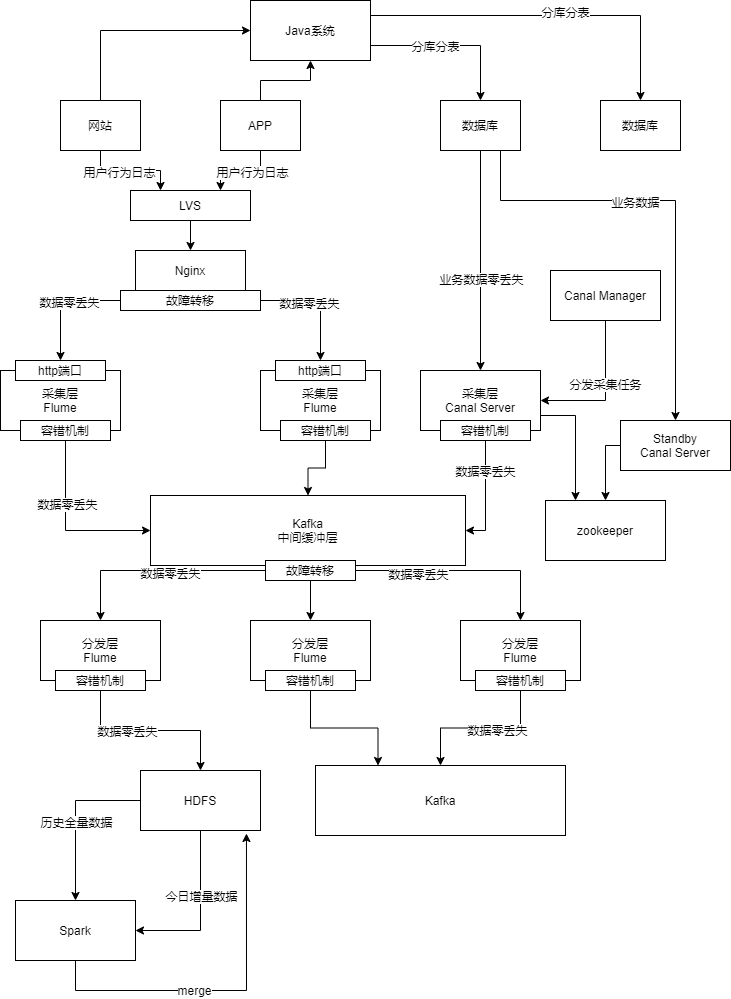 分库分表
Java系统
分库分表
网站
APP
数据库
数据库
用户行为日志
用户行为日志
LVS
业务数据
Nginx
故障转移
数据零丢失
数据零丢失
业务数据零丢失
Canal Manager
http端口
采集层
Flume
容错机制
http端口
采集层
Flume
容错机制
采集层
Canal Server
容错机制
分发采集任务
Standby
Canal Server
数据零丢失
数据零丢失
Kafka
中间缓冲层
zookeeper
故障转移
数据零丢失
数据零丢失
分发层
Flume
容错机制
分发层
Flume
容错机制
分发层
Flume
容错机制
数据零丢失
数据零丢失
HDFS
Kafka
历史全量数据
今日增量数据
Spark
merge